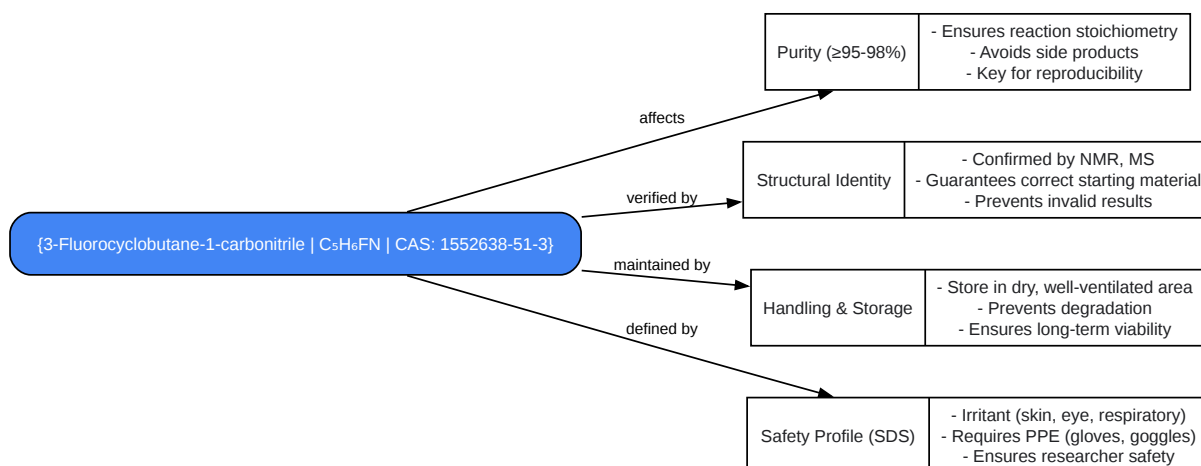 Purity (≥95-98%)
- Ensures reaction stoichiometry
- Avoids side products
- Key for reproducibility
affects
Structural Identity
- Confirmed by NMR, MS
- Guarantees correct starting material
- Prevents invalid results
verified by
{3-Fluorocyclobutane-1-carbonitrile | C₅H₆FN | CAS: 1552638-51-3}
maintained by
Handling & Storage
- Store in dry, well-ventilated area
- Prevents degradation
- Ensures long-term viability
defined by
Safety Profile (SDS)
- Irritant (skin, eye, respiratory)
- Requires PPE (gloves, goggles)
- Ensures researcher safety